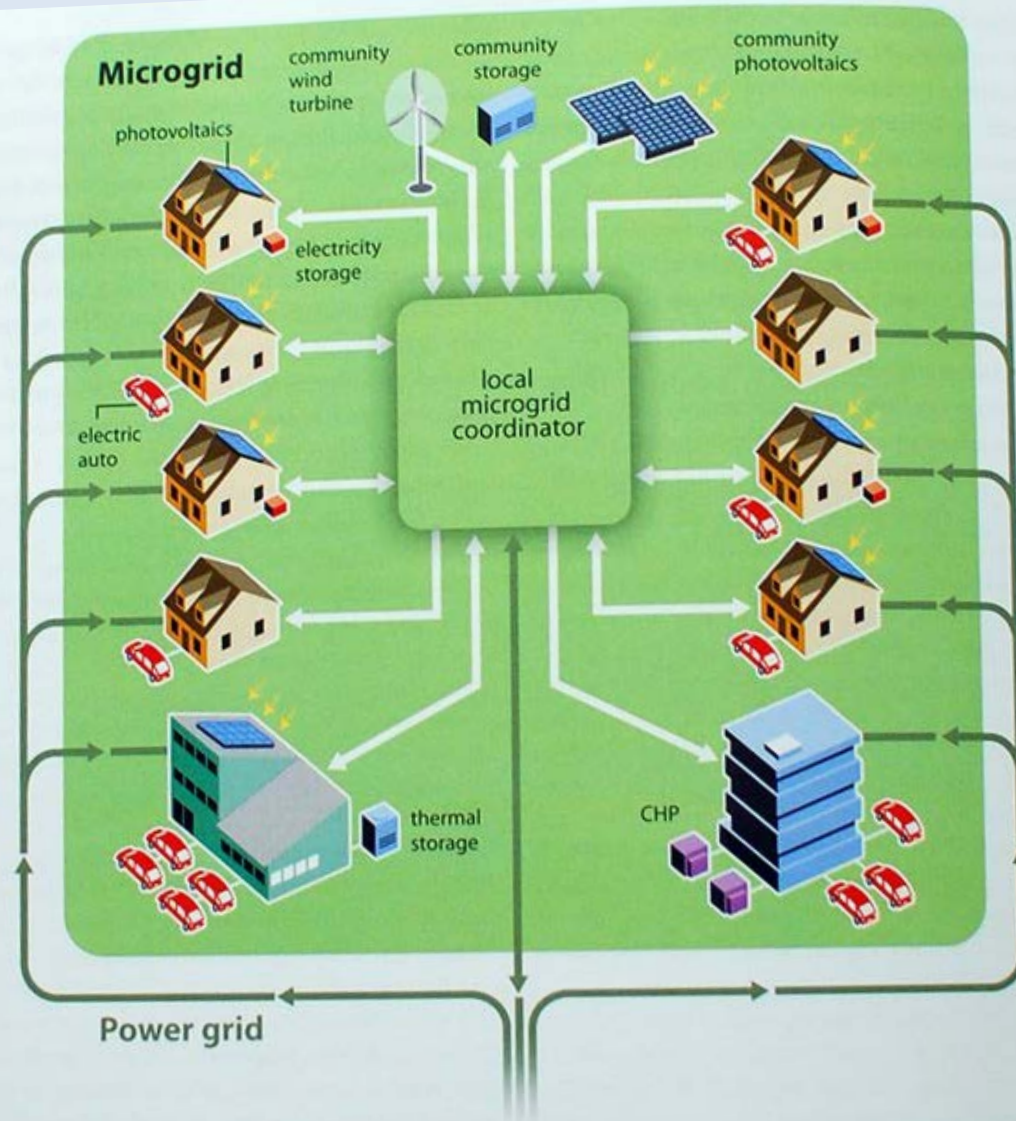 Microgrid
community
wind
turbine
community
storage
community
photovoltaics
photovoltaics
electricity
storage
electric
auto
local
microgrid
coordinator
thermal
storage
CHP
Power grid